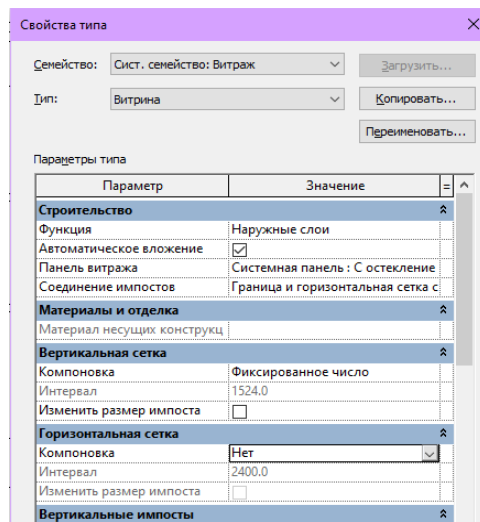 Свойства типа
Семейство: Сист. семейство: Витраж Загрузить...
Тип: Витрина Копировать...
Переименовать...
Параметры типа
Параметр Значение =
Строительство
Функция Наружные слои
Автоматическое вложение
Панель витража Системная панель : С остекление
Соединение импостов Граница и горизонтальная сетка с
Материалы и отделка
Материал несущих конструкц
Вертикальная сетка
Компоновка Фиксированное число
Интервал 1524.0
Изменить размер импоста
Горизонтальная сетка
Компоновка Нет
Интервал 2400.0
Изменить размер импоста
Вертикальные импосты